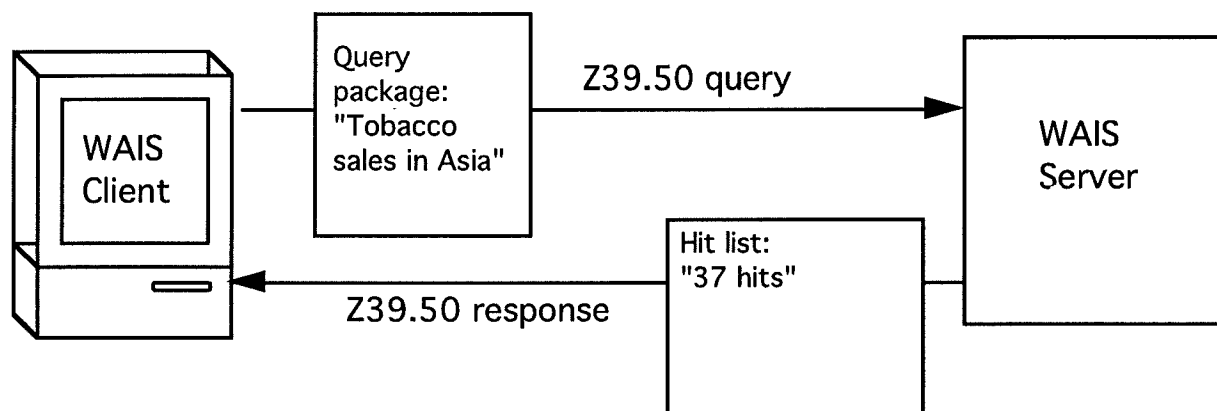 WAIS
Client
Query
package:
"Tobacco
sales in Asia"
Z39.50 query
WAIS
Server
Hit list:
"37 hits"
Z39.50 response